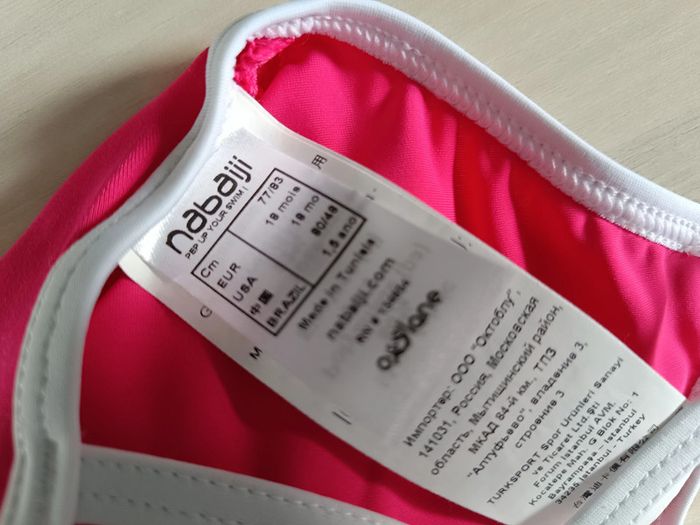 nabaiji
PEP UP YOUR SWIM !
Cm 77/83
EUR 18 mois
USA 18 mo
中国 80/48
BRAZIL 1,5 ano
Made in Tunisia
nabaiji.com
oxylane
Импортер: ООО "Октоблу",
141031, Россия, Московская
область, Мытищинский район,
МКАД 84-й км., ТПЗ
"Алтуфьево", владение 3,
строение 3
TURKSPORT Spor Urünleri Sanayi
ve Ticaret Ltd.Şti
Forum Istanbul AVM.
Kocatepe Mah. G Blok No: 1
Bayrampaşa - Istanbul
34235 Istanbul - Turkey
用
G
M